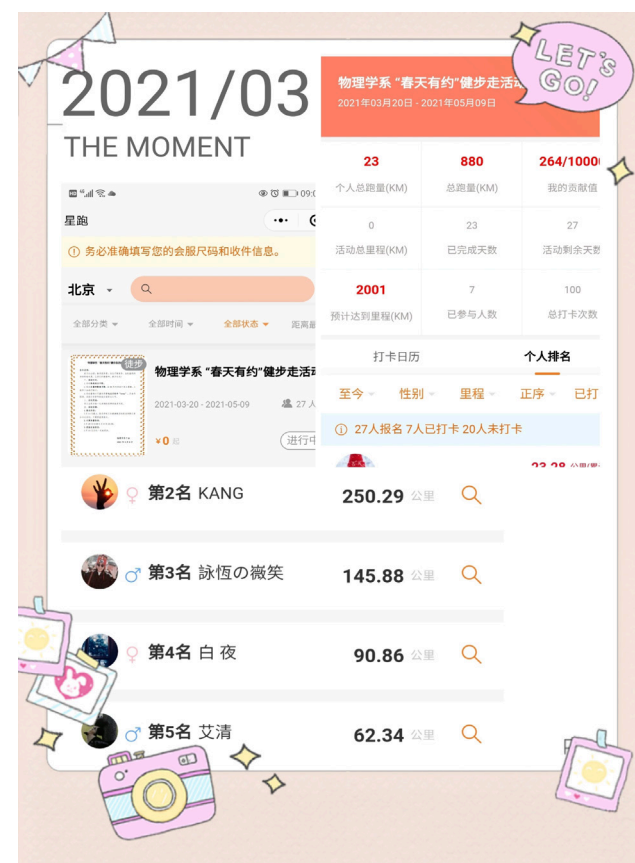 LET'S
GO!
2021/03
THE MOMENT
物理学系 “春天有约”健步走活动
2021年03月20日 - 2021年05月09日
23
880
264/10000
个人总跑量(KM)
总跑量(KM)
我的贡献值
0
23
27
活动总里程(KM)
已完成天数
活动剩余天数
2001
7
100
预计达到里程(KM)
已参与人数
总打卡次数
打卡日历
个人排名
至今
性别
里程
正序
已打
27人报名 7人已打卡 20人未打卡
23.28 公里
09:0
星跑
务必准确填写您的会服尺码和收件信息。
北京
全部分类
全部时间
全部状态
距离最
徒步
物理学系 “春天有约”健步走活动
2021-03-20 - 2021-05-09
27 人
¥0 起
进行中
第2名 KANG
250.29 公里
第3名 詠恆の微笑
145.88 公里
第4名 白 夜
90.86 公里
第5名 艾清
62.34 公里